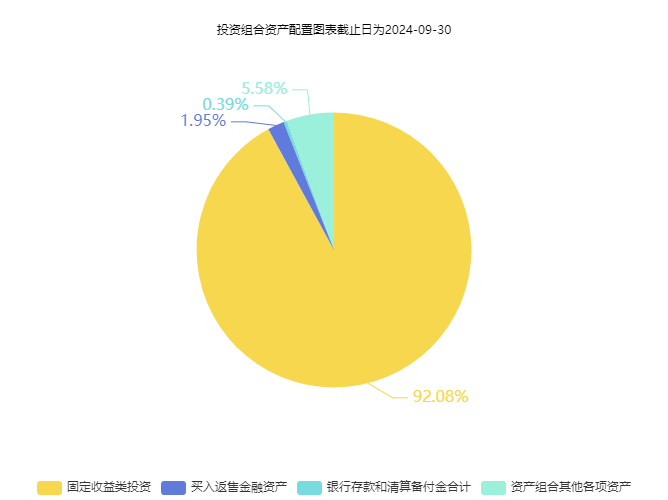 投资组合资产配置图表截止日为2024-09-30
5.58%
0.39%
1.95%
92.08%
固定收益类投资 买入返售金融资产 银行存款和清算备付金合计 资产组合其他各项资产